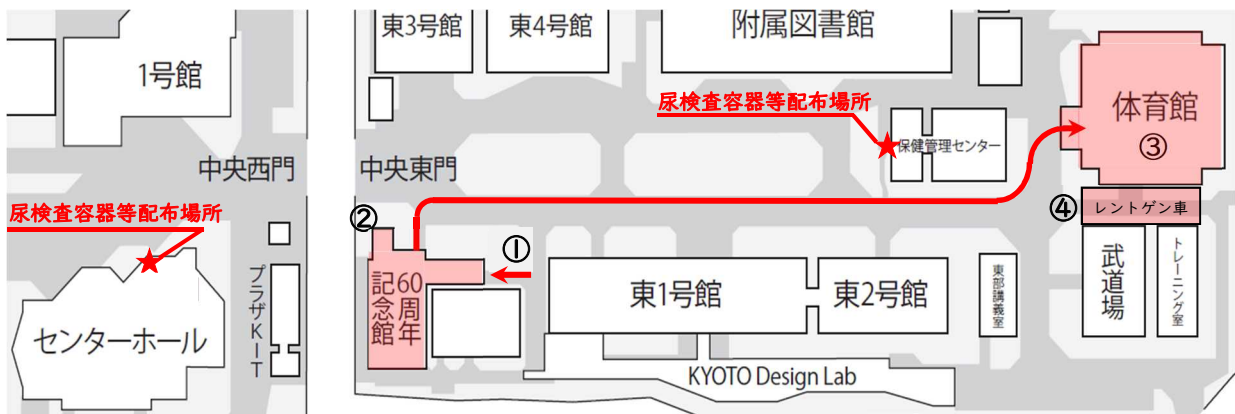 東3号館
東4号館
附属図書館
1号館
尿検査容器等配布場所
体育館
③
保健管理センター
中央西門
中央東門
尿検査容器等配布場所
②
④
レントゲン車
①
60周年
記念館
プラザKIT
センターホール
東1号館
東2号館
東部講義室
武道場
トレーニング室
KYOTO Design Lab